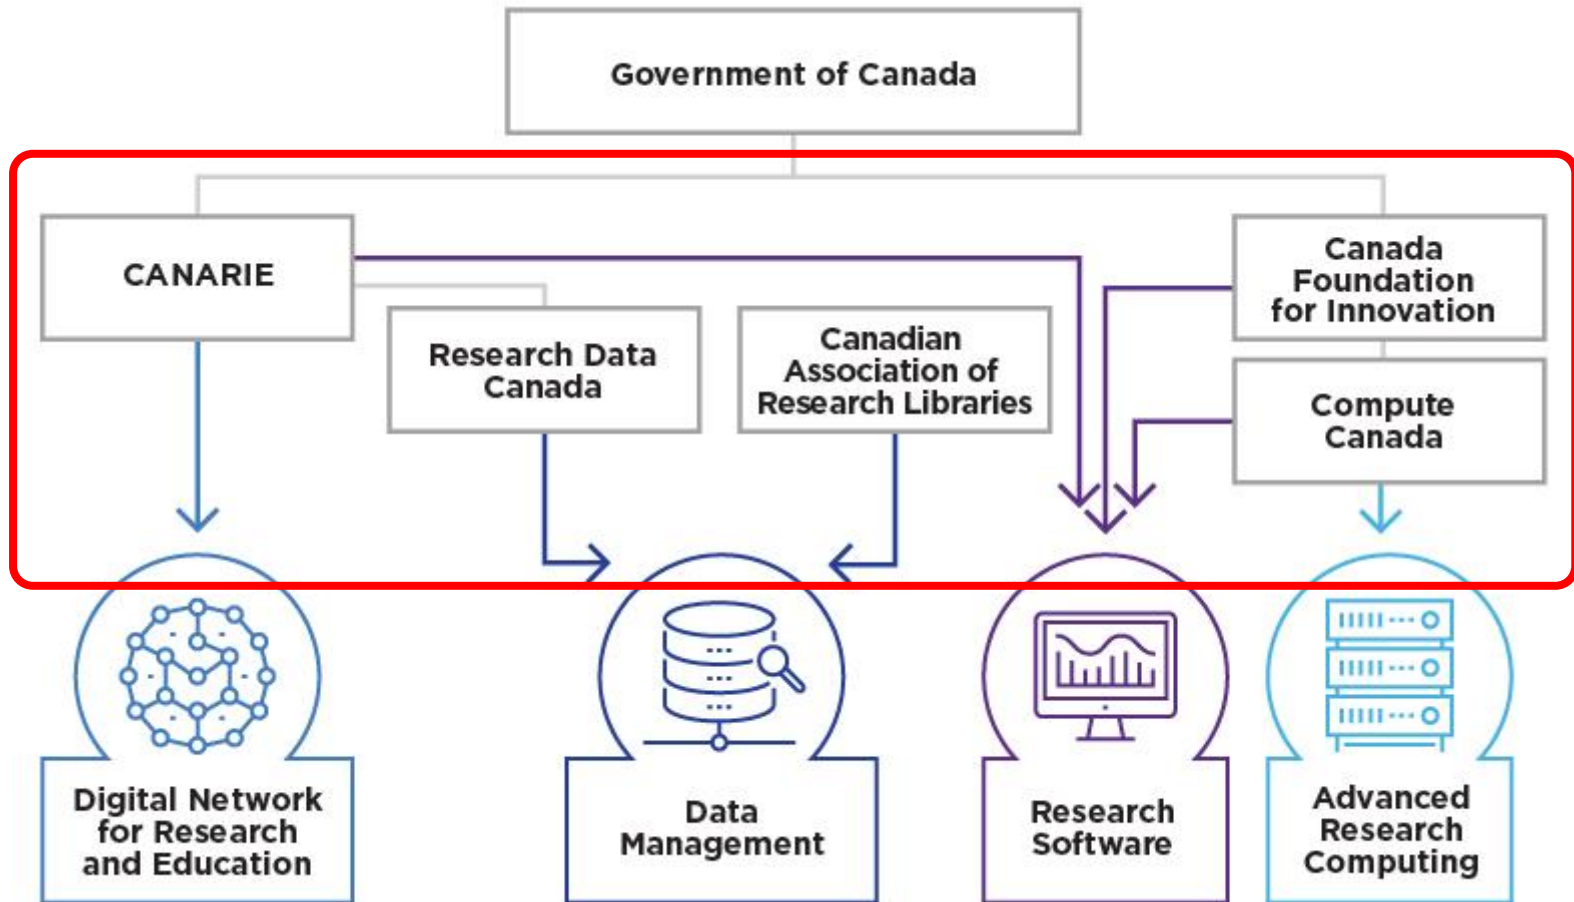 Government of Canada
CANARIE
Canada
Foundation
for Innovation
Research Data
Canada
Canadian
Association of
Research Libraries
Compute
Canada
Digital Network
for Research
and Education
Data
Management
Research
Software
Advanced
Research
Computing